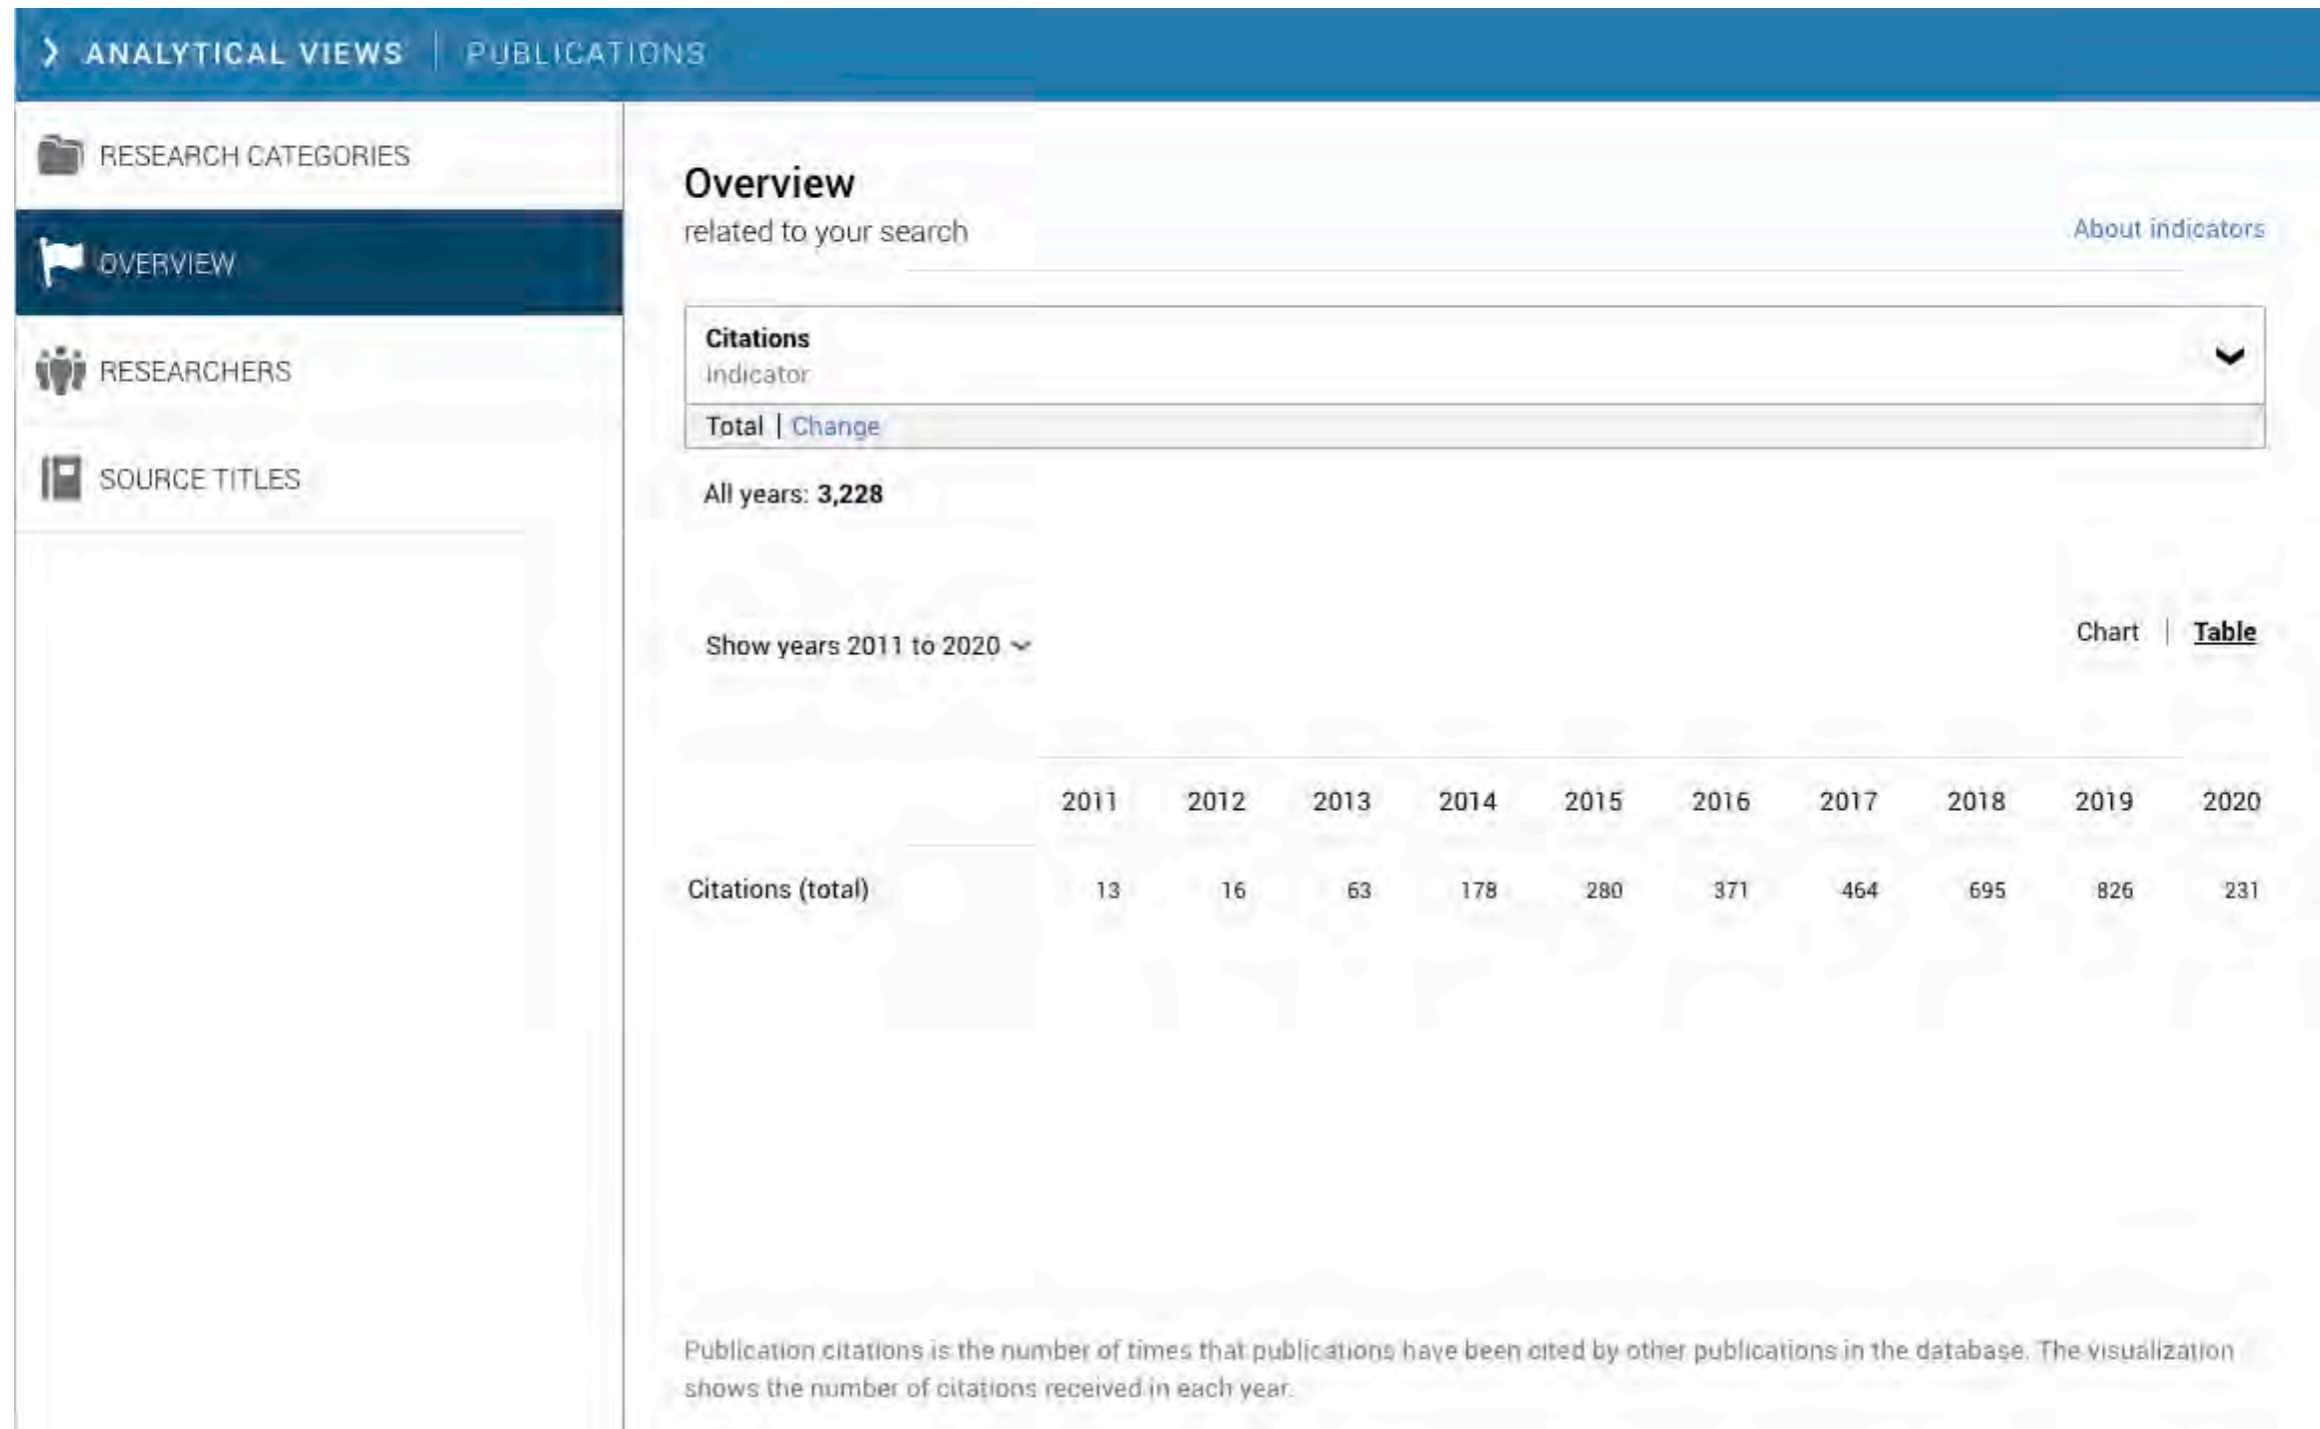 ANALYTICAL VIEWS | PUBLICATIONS
RESEARCH CATEGORIES
OVERVIEW
RESEARCHERS
SOURCE TITLES
Overview
related to your search
About indicators
Citations
Indicator
Total | Change
All years: 3,228
Show years 2011 to 2020
Chart | Table
2011 2012 2013 2014 2015 2016 2017 2018 2019 2020
Citations (total) 13 16 63 178 280 371 464 695 826 231
Publication citations is the number of times that publications have been cited by other publications in the database. The visualization
shows the number of citations received in each year.